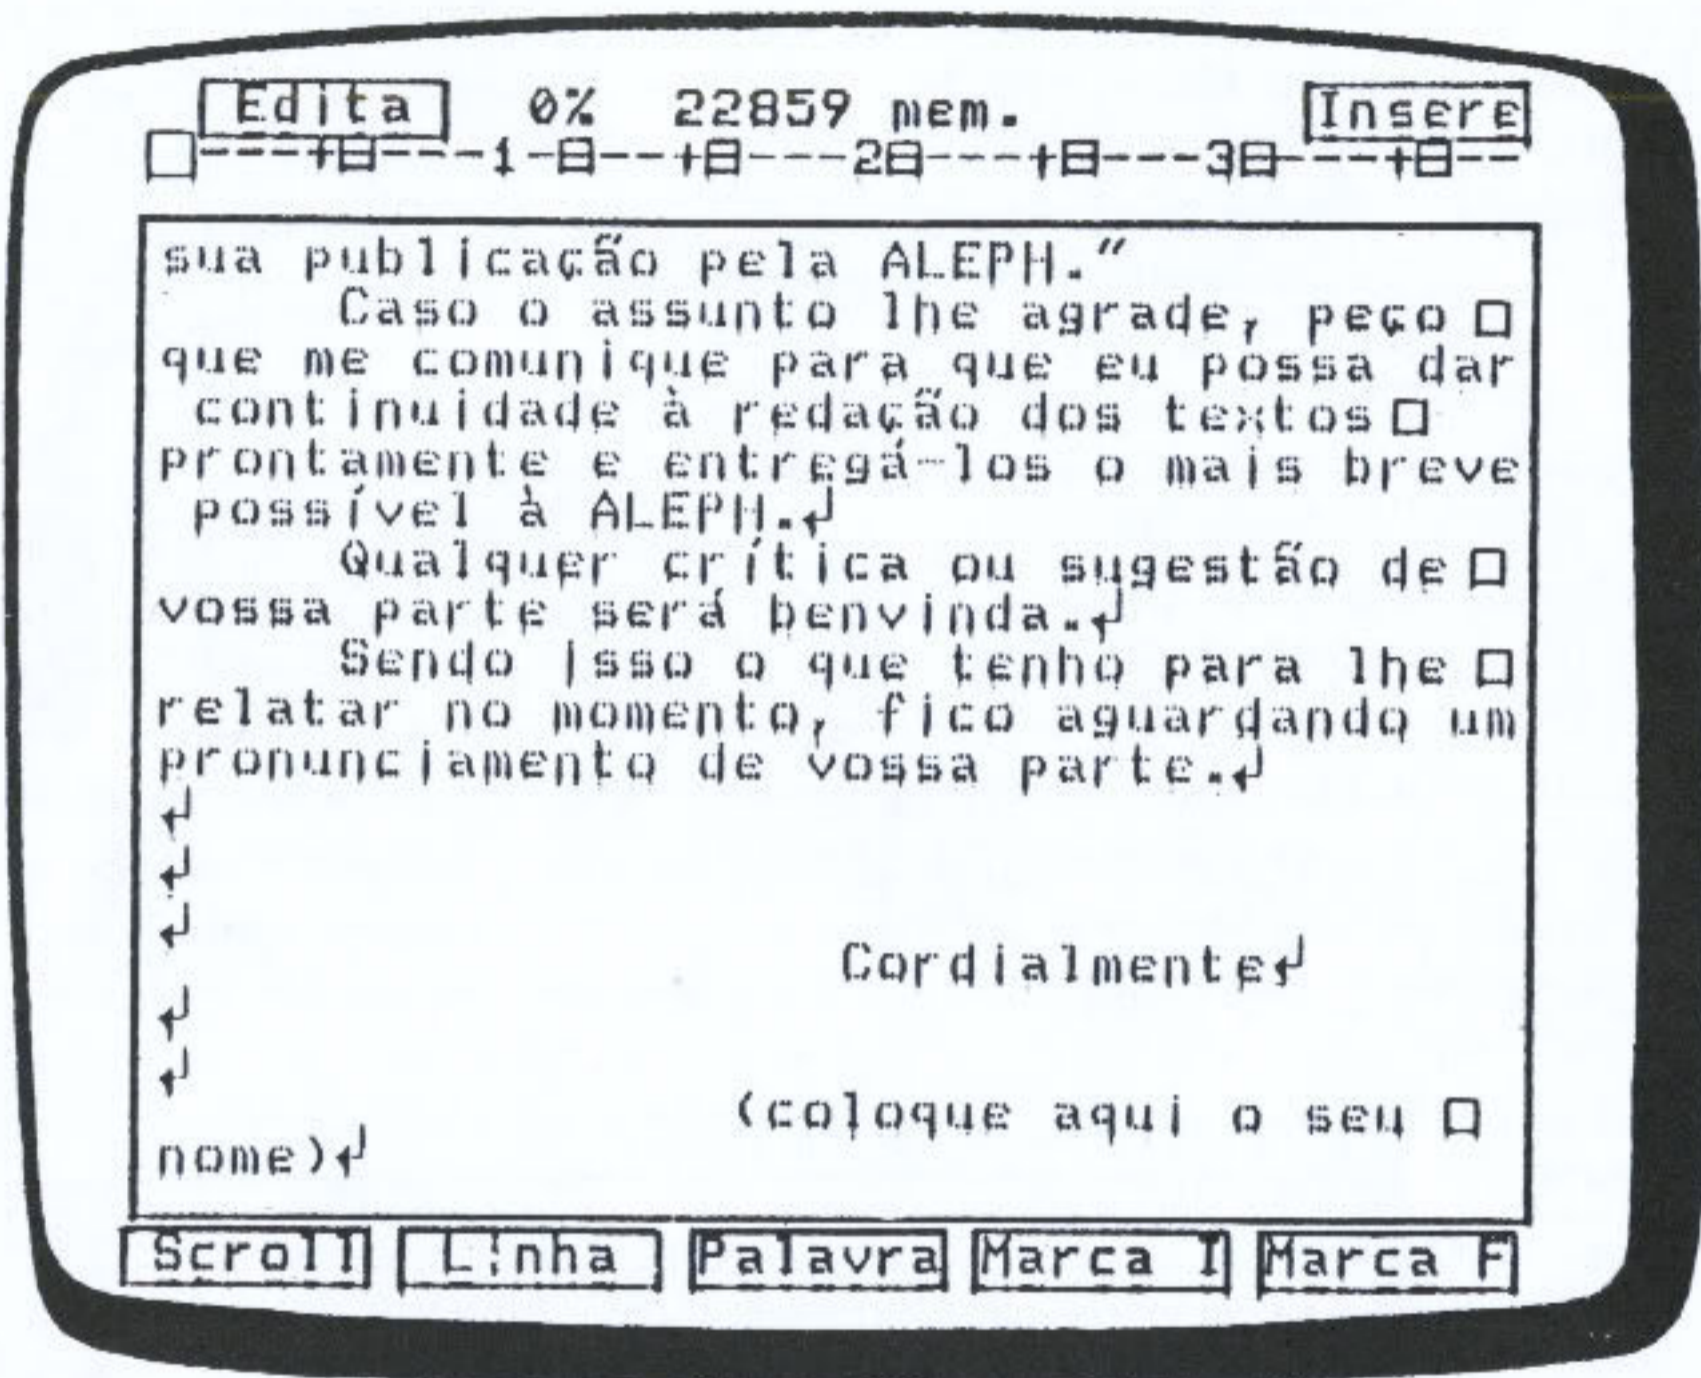 Edita 0% 22859 mem. Insere
□---+⊟----1-⊟--+⊟---2⊟---+⊟---3⊟---+⊟--
sua publicação pela ALEPH."
Caso o assunto lhe agrade, peço □
que me comunique para que eu possa dar
continuidade à redação dos textos□
prontamente e entregá-los o mais breve
possível à ALEPH.↲
Qualquer crítica ou sugestão de □
vossa parte será benvinda.↲
Sendo isso o que tenho para lhe □
relatar no momento, fico aguardando um
pronunciamento de vossa parte.↲
↲
↲
↲
Cordialmente↲
↲
↲
(coloque aqui o seu □
nome)↲
Scroll Linha Palavra Marca I Marca F